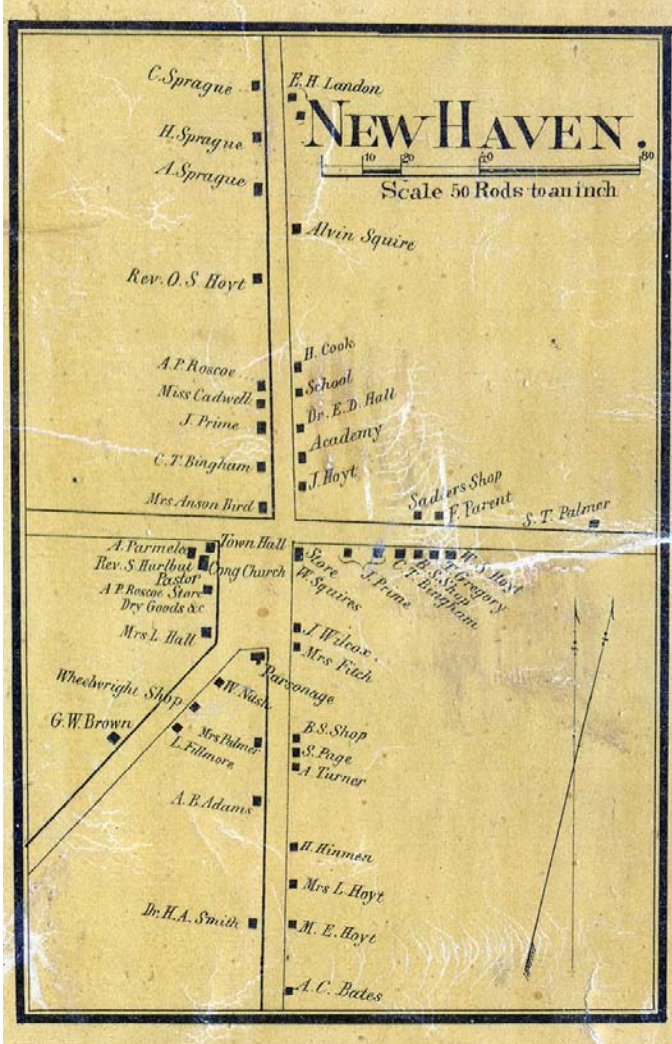 C. Sprague
E. H. Landon
NEW HAVEN.
H. Sprague
10 20 40 80
A. Sprague
Scale 50 Rods to an inch
Alvin Squire
Rev. O. S Hoyt
H. Cook
A. P. Roscoe
School
Miss Cadwell
Dr. E. D. Hall
J. Prime
Academy
C. T. Bingham
J. Hoyt
Mrs Anson Bird
Sadlers Shop
F. Parent
S. T. Palmer
A. Parmelee
Town Hall
Rev. S. Hurlbut
Pastor
Cong Church
A P. Roscoe Store
Dry Goods &c
Store
W. Squires
J. Prime
C. T. Bingham
B. S. Shop
T. Gregory
W. S. Hoyt
Mrs L. Hall
J. Wilcox
Mrs Fitch
Parsonage
W. Nash
Wheelwright Shop
G. W. Brown
Mrs Palmer
L. Fillmore
B. S. Shop
S. Page
A. Turner
A. B. Adams
H. Hinmen
Mrs L. Hoyt
Dr. H. A. Smith
M. E. Hoyt
A. C. Bates